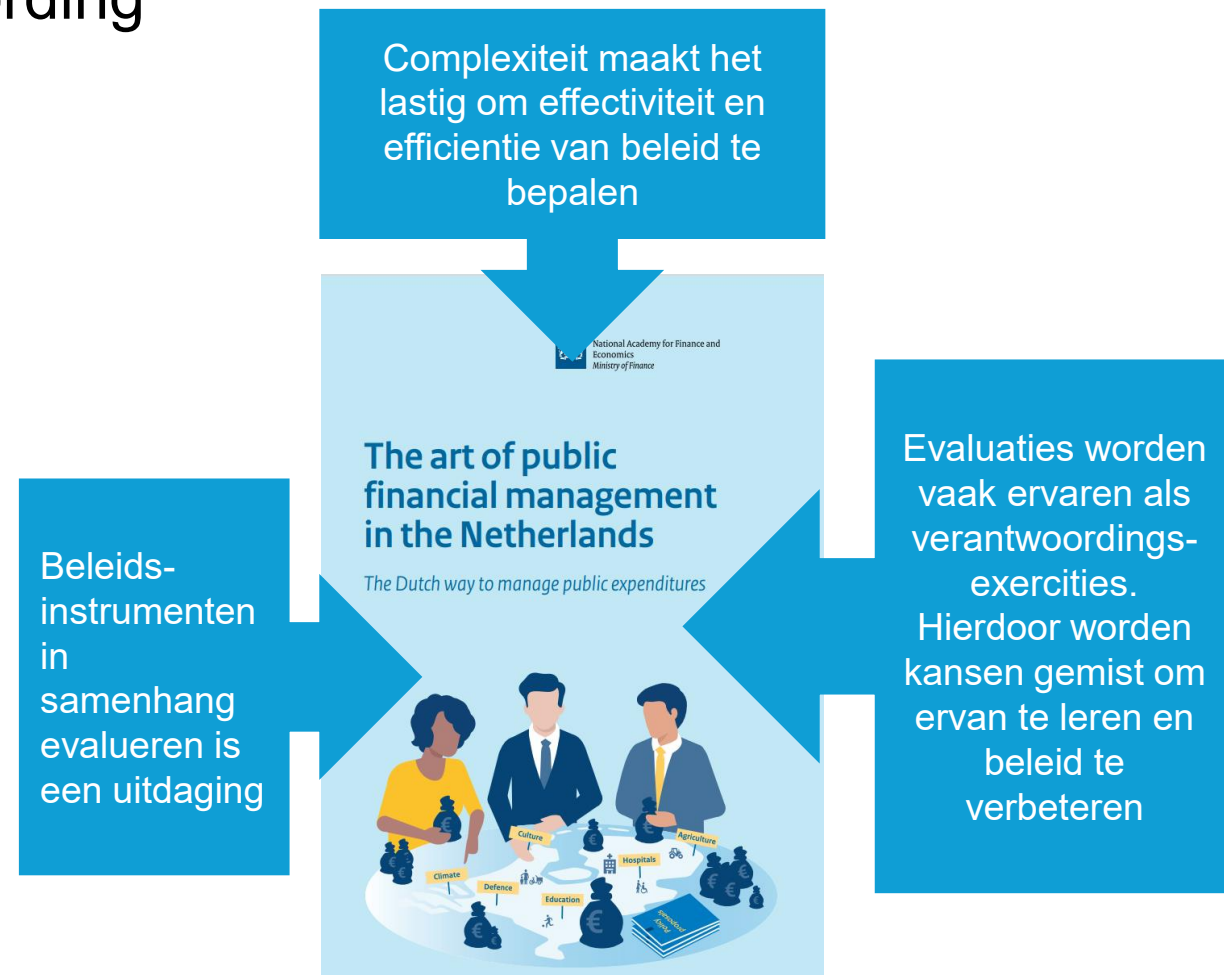 Complexiteit maakt het
lastig om effectiviteit en
efficientie van beleid te
bepalen
National Academy for Finance and
Economics
Ministry of Finance
The art of public
financial management
in the Netherlands
The Dutch way to manage public expenditures
Beleids-
instrumenten
in
samenhang
evalueren is
een uitdaging
Evaluaties worden
vaak ervaren als
verantwoordings-
exercities.
Hierdoor worden
kansen gemist om
ervan te leren en
beleid te
verbeteren
Culture
Agriculture
Climate
Hospitals
Defence
Education
Policy
proposals
€
€
€
€
€
€
€
€
€
€